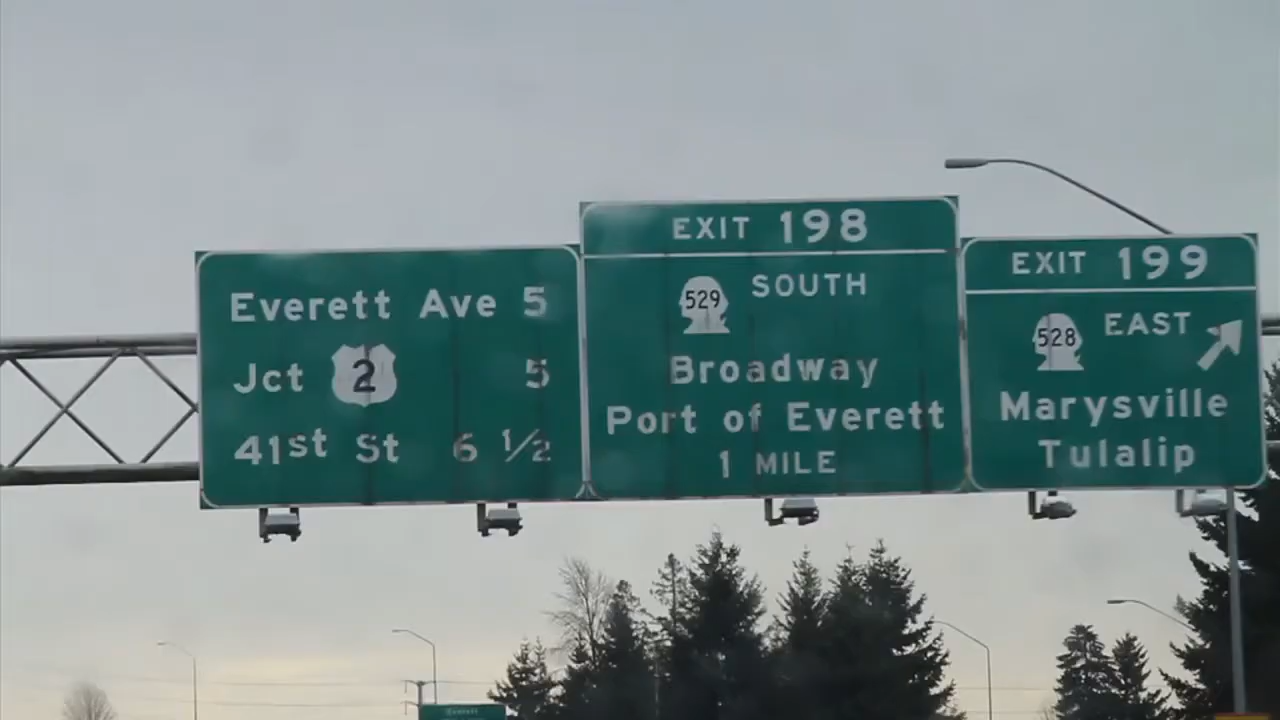 Everett Ave 5
Jct 2 5
41st St 6 1/2
EXIT 198
529 SOUTH
Broadway
Port of Everett
1 MILE
EXIT 199
528 EAST
Marysville
Tulalip